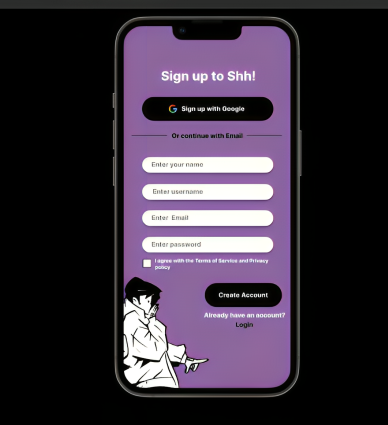 Sign up to Shh!
Sign up with Google
Or continue with Email
Enter your name
Enter username
Enter Email
Enter password
I agree with the Terms of Service and Privacy
policy
Create Account
Already have an account?
Login